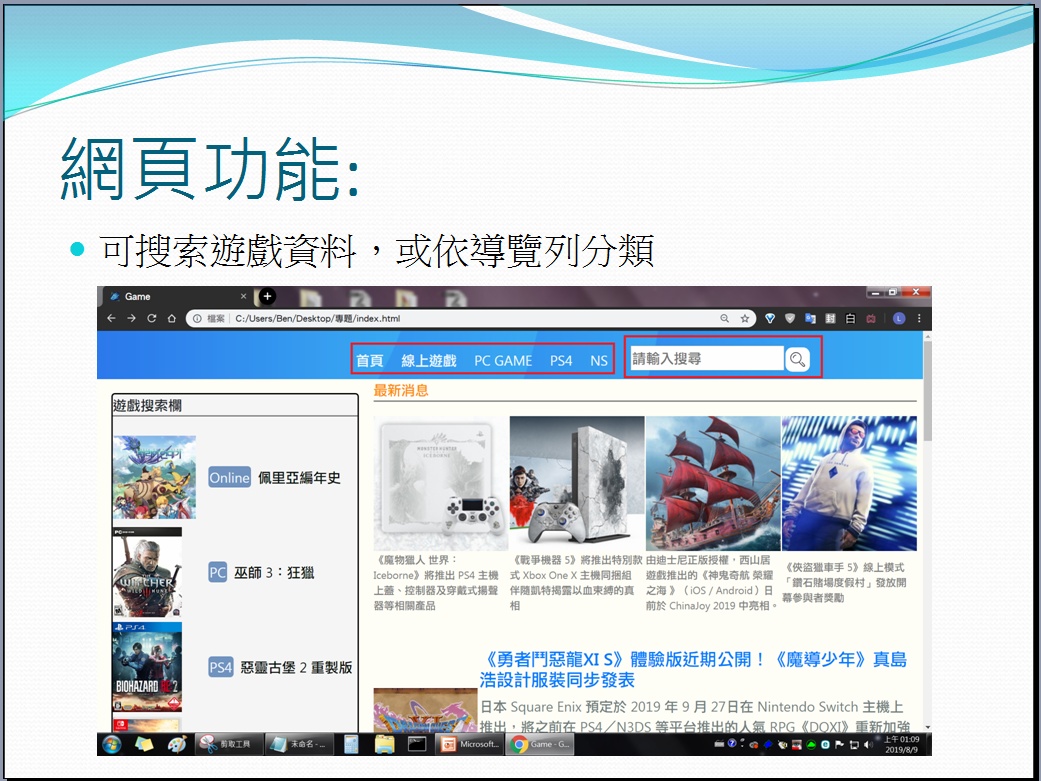 網頁功能:
可搜索遊戲資料，或依導覽列分類
Game
檔案 C:/Users/Ben/Desktop/專題/index.html
首頁 線上遊戲 PC GAME PS4 NS
請輸入搜尋
遊戲搜索欄
Online 佩里亞編年史
PC 巫師 3：狂獵
PS4 惡靈古堡 2 重製版
最新消息
MONSTER HUNTER
ICEBORNE
《魔物獵人 世界：
Iceborne》將推出 PS4 主機
上蓋、控制器及穿戴式揚聲
器等相關產品
《戰爭機器 5》將推出特別款
式 Xbox One X 主機同捆組
伴隨凱特揭露以血束縛的真
相
由迪士尼正版授權，西山居
遊戲推出的《神鬼奇航 榮耀
之海 》（iOS / Android）日
前於 ChinaJoy 2019 中亮相。
《俠盜獵車手 5》線上模式
「鑽石賭場度假村」發放開
幕參與者獎勵
《勇者鬥惡龍XI S》體驗版近期公開！《魔導少年》真島
浩設計服裝同步發表
日本 Square Enix 預定於 2019 年 9 月 27日在 Nintendo Switch 主機上
推出，將之前在 PS4／N3DS 等平台推出的人氣 RPG《DQXI》重新加強
PC
WITCHER
WILD HUNT
PS4
BIOHAZARD RE:2
剪取工具
未命名 - ...
Microsoft...
Game - G...
上午 01:09
2019/8/9